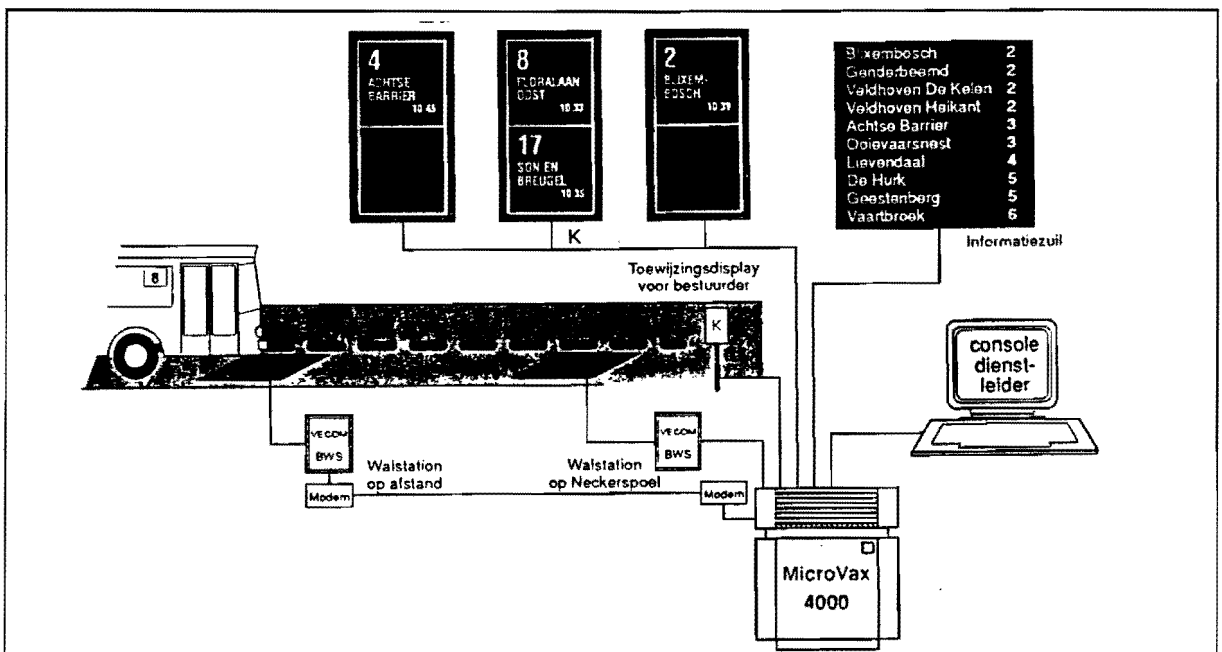 4
ACHTSE
BARRIER
10 45
8
FLORALAAN
OOST
10 33
17
SON EN
BREUGEL
10 35
2
BLIXEM-
BOSCH
10 39
Blixembosch 2
Genderbeemd 2
Veldhoven De Kelen 2
Veldhoven Heikant 2
Achtse Barrier 3
Ooievaarsnest 3
Lievendaal 4
De Hurk 5
Geestenberg 5
Vaartbroek 6
K
Informatiezuil
Toewijzingsdisplay
voor bestuurder
8
K
console
dienst-
leider
VECOM
BWS
VECOM
BWS
Walstation
op afstand
Walstation
op Neckerspoel
Modem
Modem
MicroVax
4000